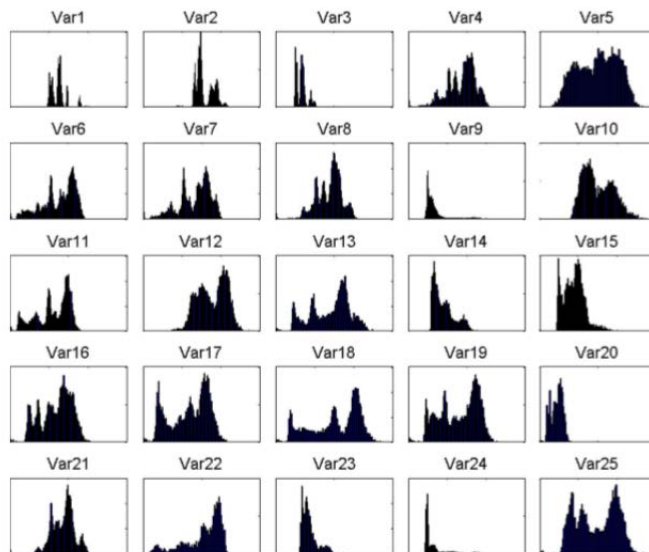 Var1 Var2 Var3 Var4 Var5
Var6 Var7 Var8 Var9 Var10
Var11 Var12 Var13 Var14 Var15
Var16 Var17 Var18 Var19 Var20
Var21 Var22 Var23 Var24 Var25